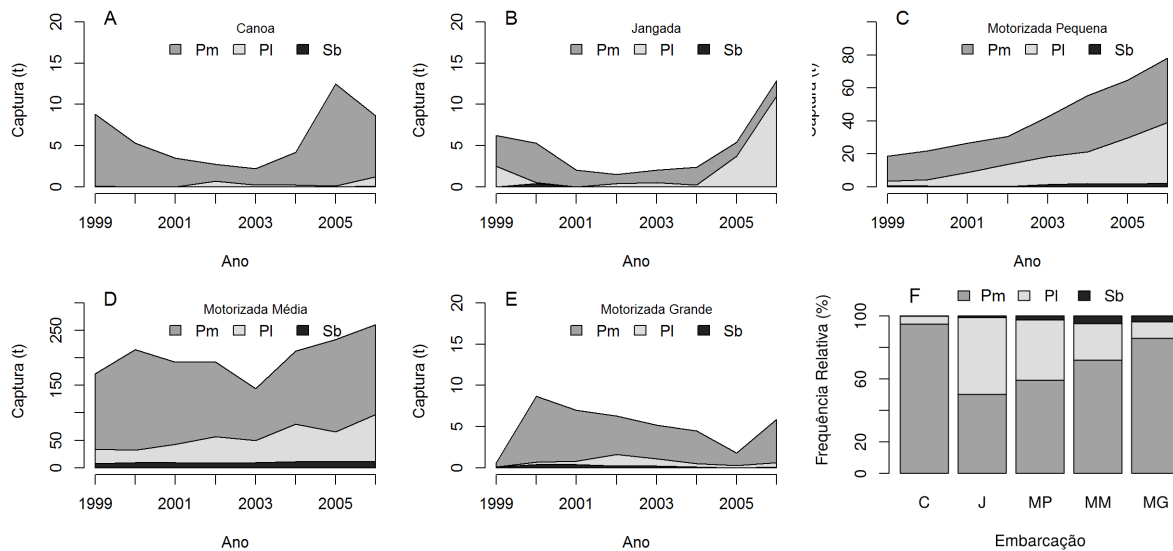 A
Canoa
Pm Pl Sb
Captura (t)
20
15
10
5
0
1999 2001 2003 2005
Ano
B
Jangada
Pm Pl Sb
Captura (t)
20
15
10
5
0
1999 2001 2003 2005
Ano
C
Motorizada Pequena
Pm Pl Sb
Captura (t)
80
60
40
20
0
1999 2001 2003 2005
Ano
D
Motorizada Média
Pm Pl Sb
Captura (t)
250
150
50
0
1999 2001 2003 2005
Ano
E
Motorizada Grande
Pm Pl Sb
Captura (t)
20
15
10
5
0
1999 2001 2003 2005
Ano
F
Pm Pl Sb
Frequência Relativa (%)
100
60
20
0
C J MP MM MG
Embarcação